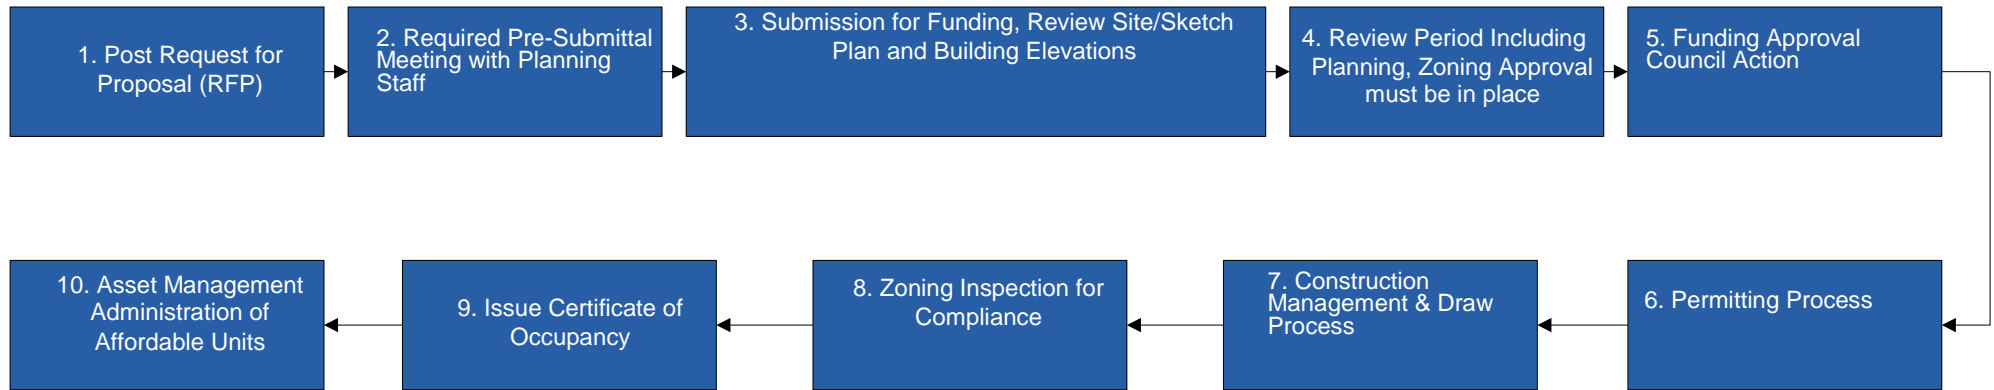 1. Post Request for
Proposal (RFP)
2. Required Pre-Submittal
Meeting with Planning
Staff
3. Submission for Funding, Review Site/Sketch
Plan and Building Elevations
4. Review Period Including
Planning, Zoning Approval
must be in place
5. Funding Approval
Council Action
6. Permitting Process
7. Construction
Management & Draw
Process
8. Zoning Inspection for
Compliance
9. Issue Certificate of
Occupancy
10. Asset Management
Administration of
Affordable Units